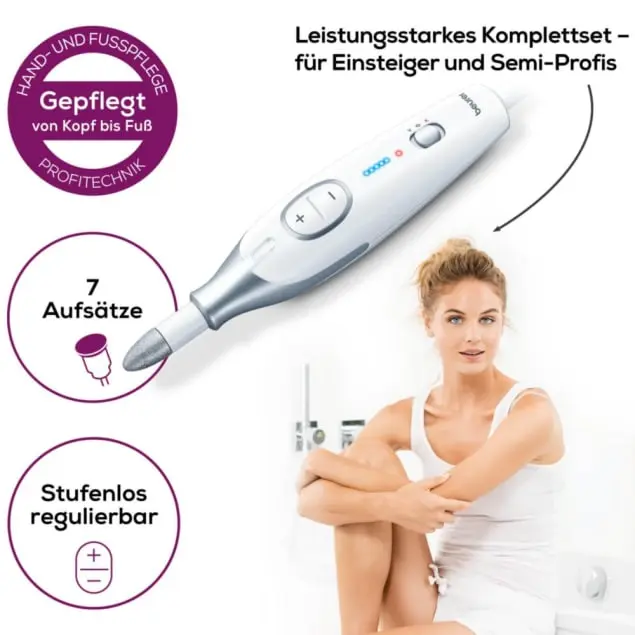 HAND- UND FUSSPFLEGE
Gepflegt
von Kopf bis Fuß
PROFITECHNIK
Leistungsstarkes Komplettset –
für Einsteiger und Semi-Profis
beurer
+
−
7
Aufsätze
Stufenlos
regulierbar
+
−